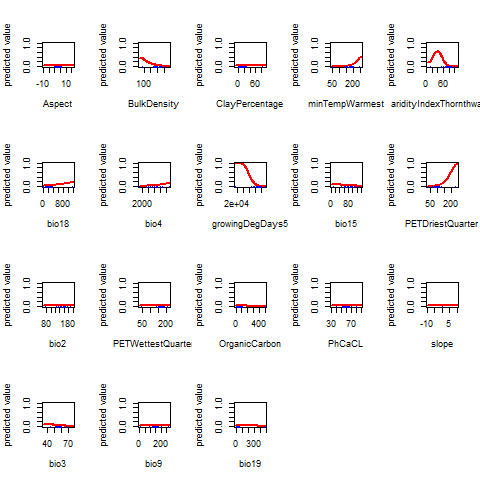 predicted value
0.0 1.0
-10 10
Aspect
predicted value
0.0 1.0
100
BulkDensity
predicted value
0.0 1.0
0 60
ClayPercentage
predicted value
0.0 1.0
50 200
minTempWarmest
predicted value
0.0 1.0
0 60
aridityIndexThornthwa
predicted value
0.0 1.0
0 800
bio18
predicted value
0.0 1.0
2000
bio4
predicted value
0.0 1.0
2e+04
growingDegDays5
predicted value
0.0 1.0
0 80
bio15
predicted value
0.0 1.0
50 200
PETDriestQuarter
predicted value
0.0 1.0
80 180
bio2
predicted value
0.0 1.0
50 200
PETWettestQuarte
predicted value
0.0 1.0
0 400
OrganicCarbon
predicted value
0.0 1.0
30 70
PhCaCL
predicted value
0.0 1.0
-10 5
slope
predicted value
0.0 1.0
40 70
bio3
predicted value
0.0 1.0
0 200
bio9
predicted value
0.0 1.0
0 300
bio19